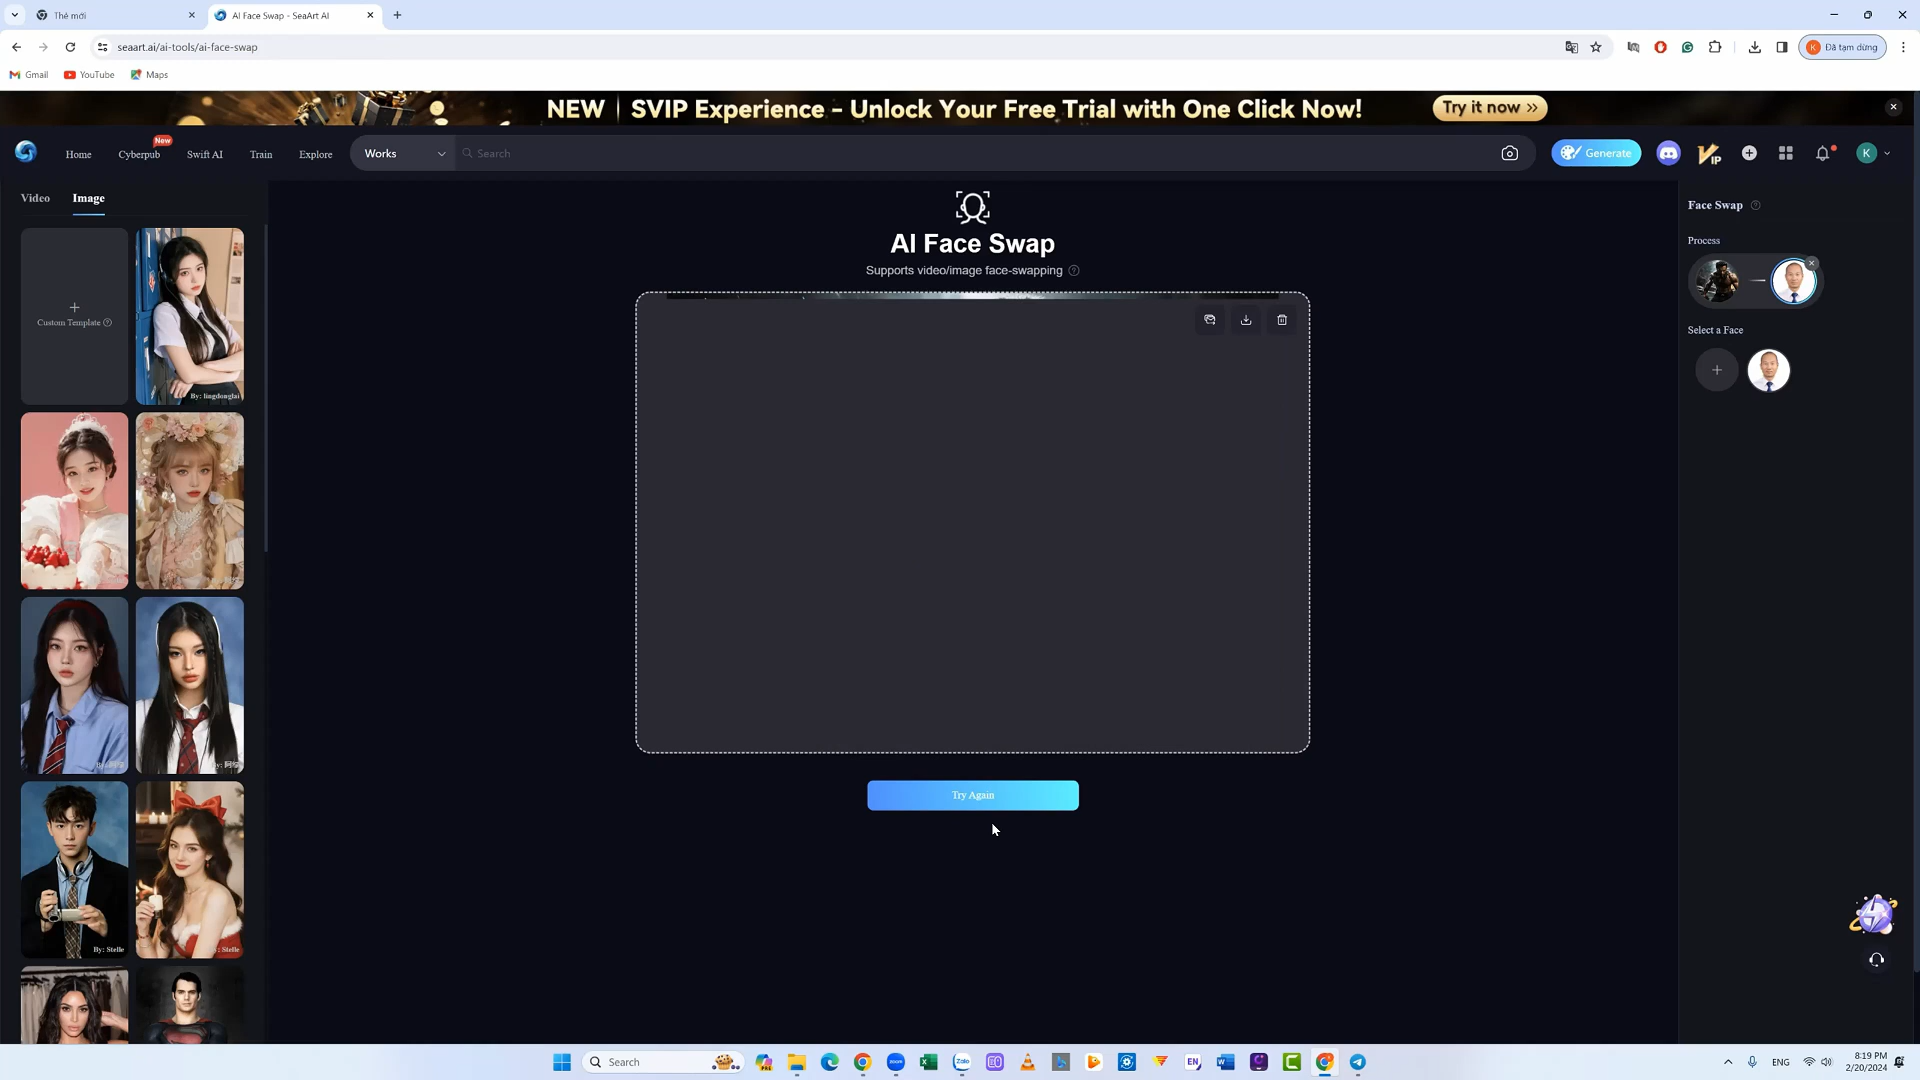 Thẻ mới
AI Face Swap - SeaArt AI
seaart.ai/ai-tools/ai-face-swap
Đã tạm dừng
Gmail
YouTube
Maps
NEW | SVIP Experience - Unlock Your Free Trial with One Click Now!
Try it now >>
Home
Cyberpub
New
Swift AI
Train
Explore
Works
Search
Generate
VIP
K
Video
Image
AI Face Swap
Supports video/image face-swapping
Face Swap
Process
Select a Face
Custom Template
By: lingdonglai
By: Stelle
By: Stelle
Try Again
Search
ENG
8:19 PM
2/20/2024